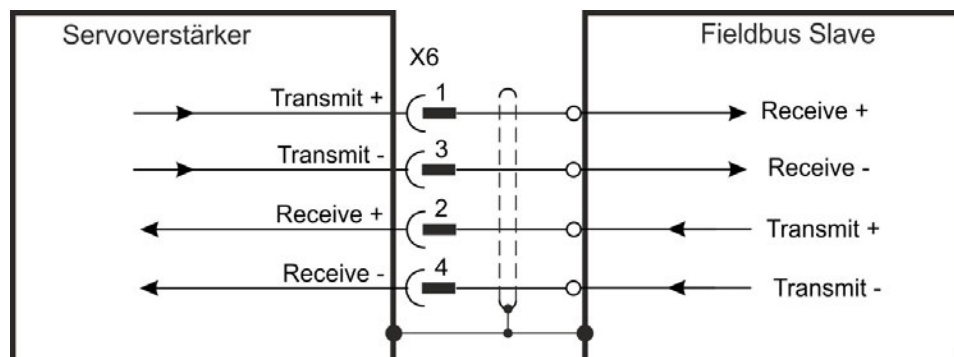 Servoverstärker
Fieldbus Slave
X6
Transmit +
1
Receive +
Transmit -
3
Receive -
Receive +
2
Transmit +
Receive -
4
Transmit -